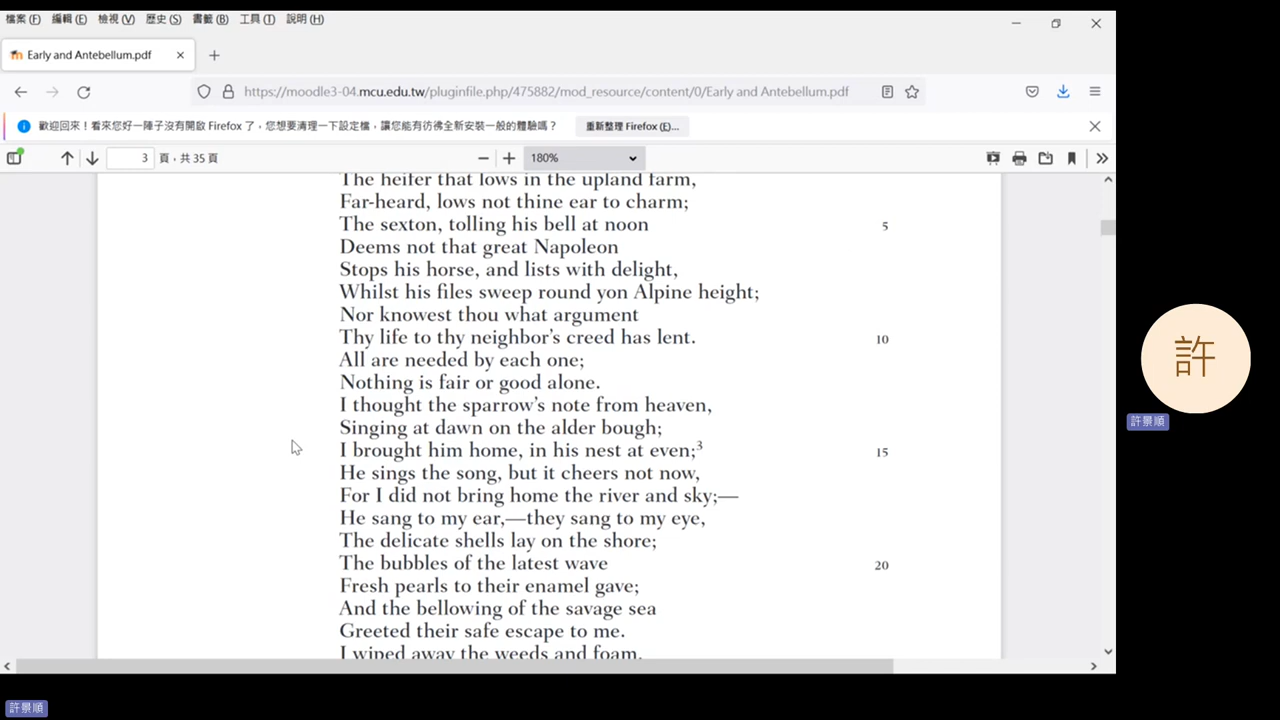 檔案(F) 編輯(E) 檢視(V) 歷史(S) 書籤(B) 工具(T) 說明(H)
Early and Antebellum.pdf
https://moodle3-04.mcu.edu.tw/pluginfile.php/475882/mod_resource/content/0/Early and Antebellum.pdf
歡迎回來！看來您好一陣子沒有開啟 Firefox 了，您想要清理一下設定檔，讓您能有彷彿全新安裝一般的體驗嗎？ 重新整理 Firefox (E)...
3 頁，共 35 頁 180%
The heifer that lows in the upland farm,
Far-heard, lows not thine ear to charm;
The sexton, tolling his bell at noon 5
Deems not that great Napoleon
Stops his horse, and lists with delight,
Whilst his files sweep round yon Alpine height;
Nor knowest thou what argument
Thy life to thy neighbor's creed has lent. 10
All are needed by each one;
Nothing is fair or good alone.
I thought the sparrow's note from heaven,
Singing at dawn on the alder bough;
I brought him home, in his nest at even;3 15
He sings the song, but it cheers not now,
For I did not bring home the river and sky;—
He sang to my ear,—they sang to my eye,
The delicate shells lay on the shore;
The bubbles of the latest wave 20
Fresh pearls to their enamel gave;
And the bellowing of the savage sea
Greeted their safe escape to me.
I wiped away the weeds and foam,
許
許景順
許景順